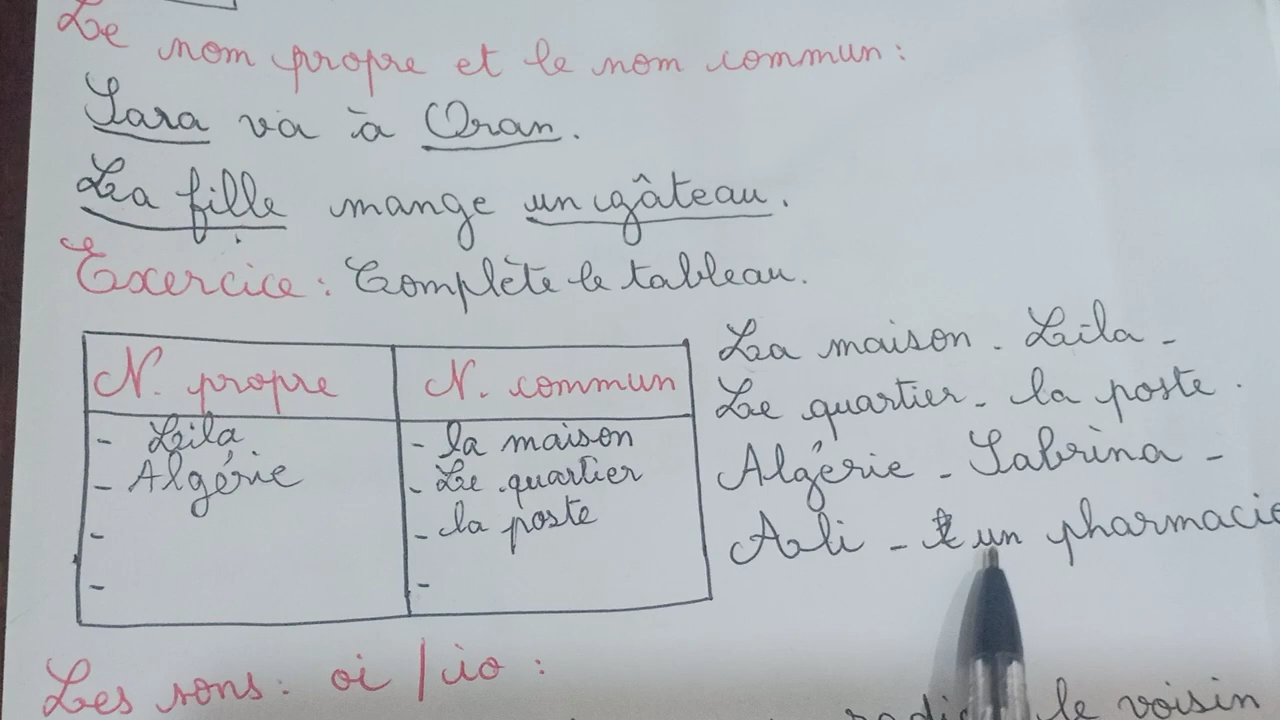 Le nom propre et le nom commun :
Sara va à Oran.
La fille mange un gâteau.
Exercice : Complète le tableau.
N. propre
N. commun
- Leila
- Algérie
-
-
- la maison
- Le quartier
- la poste
-
La maison . Leila -
Le quartier - la poste .
Algérie - Sabrina -
Ali - un pharmacie
Les sons : oi / io :
le voisin